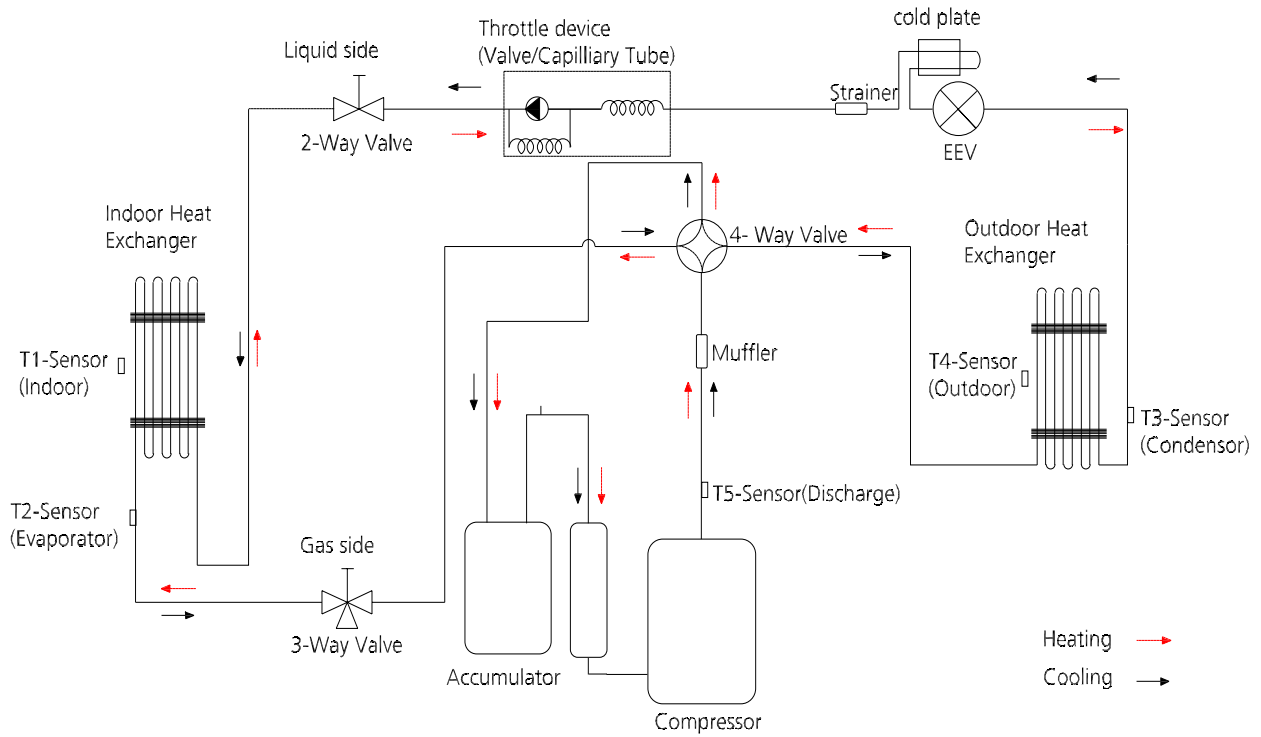 cold plate
Throttle device
(Valve/Capilliary Tube)
Liquid side
Strainer
2-Way Valve
EEV
Indoor Heat
Exchanger
4- Way Valve
Outdoor Heat
Exchanger
T1-Sensor
(Indoor)
Muffler
T4-Sensor
(Outdoor)
T3-Sensor
(Condensor)
T2-Sensor
(Evaporator)
T5-Sensor(Discharge)
Gas side
3-Way Valve
Accumulator
Compressor
Heating
Cooling